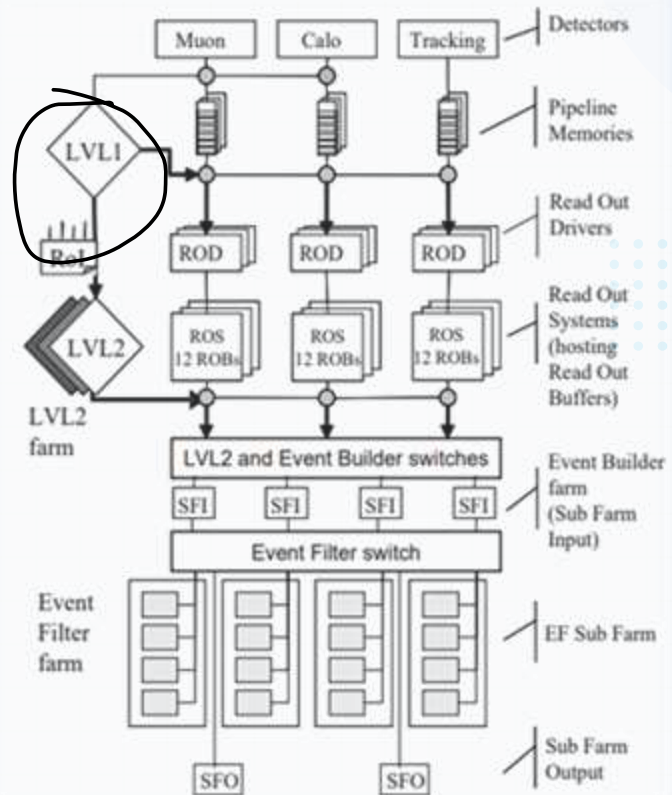 Muon
Calo
Tracking
Detectors
LVL1
Pipeline
Memories
Read Out
Drivers
RoI
ROD
ROD
ROD
LVL2
ROS
12 ROBs
ROS
12 ROBs
ROS
12 ROBs
Read Out
Systems
(hosting
Read Out
Buffers)
LVL2
farm
LVL2 and Event Builder switches
SFI
SFI
SFI
SFI
Event Builder
farm
(Sub Farm
Input)
Event Filter switch
Event
Filter
farm
EF Sub Farm
SFO
SFO
Sub Farm
Output